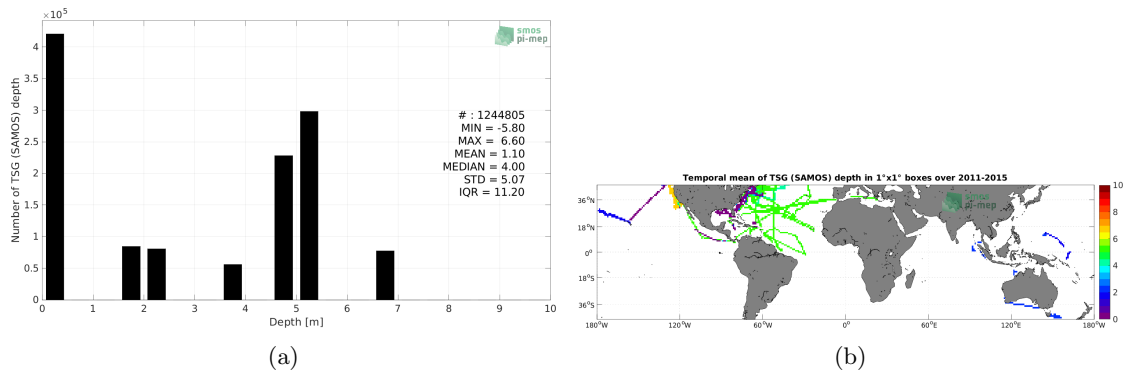 ×10⁵
4
3.5
3
2.5
2
1.5
1
0.5
0
Number of TSG (SAMOS) depth
smos
pi-mep
# : 1244805
MIN = -5.80
MAX = 6.60
MEAN = 1.10
MEDIAN = 4.00
STD = 5.07
IQR = 11.20
0 1 2 3 4 5 6 7 8 9 10
Depth [m]
(a)
Temporal mean of TSG (SAMOS) depth in 1°x1° boxes over 2011-2015
smos
pi-mep
36°N
18°N
0°
18°S
36°S
180°W 120°W 60°W 0° 60°E 120°E 180°W
10
8
6
4
2
0
(b)